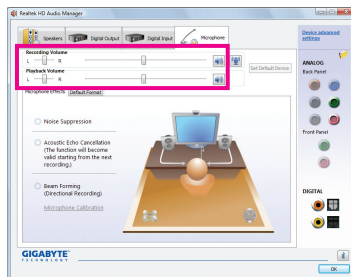 Realtek HD Audio Manager
Speakers
Digital Output
Digital Input
Microphone
Device advanced
settings
Recording Volume
L
R
Set Default Device
Playback Volume
L
R
Microphone Effects
Default Format
ANALOG
Back Panel
Noise Suppression
Acoustic Echo Cancellation
(The function will become
valid starting from the next
recording.)
Front Panel
Beam Forming
(Directional Recording)
Microphone Calibration
DIGITAL
GIGABYTE
TECHNOLOGY
i
OK